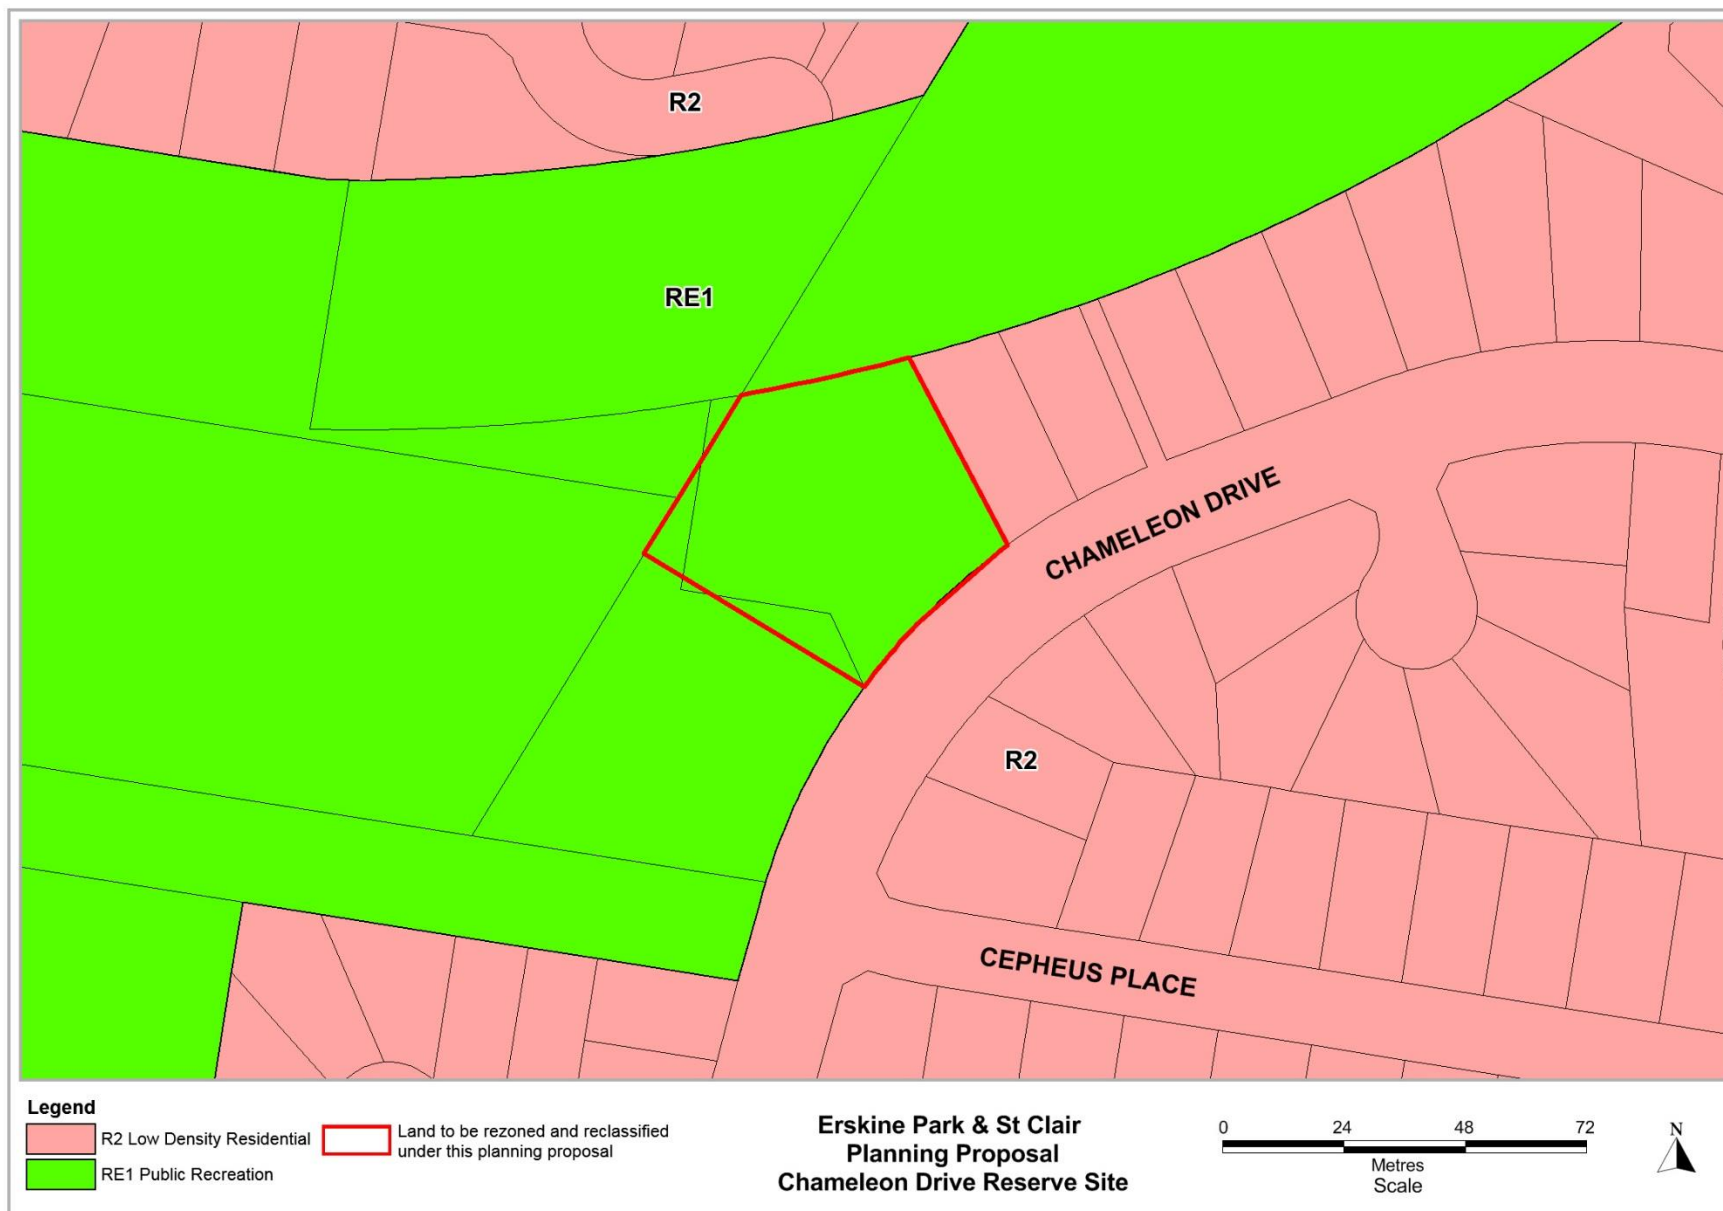 R2
RE1
CHAMELEON DRIVE
R2
CEPHEUS PLACE
Legend
R2 Low Density Residential
RE1 Public Recreation
Land to be rezoned and reclassified
under this planning proposal
Erskine Park & St Clair
Planning Proposal
Chameleon Drive Reserve Site
0 24 48 72
Metres
Scale
N